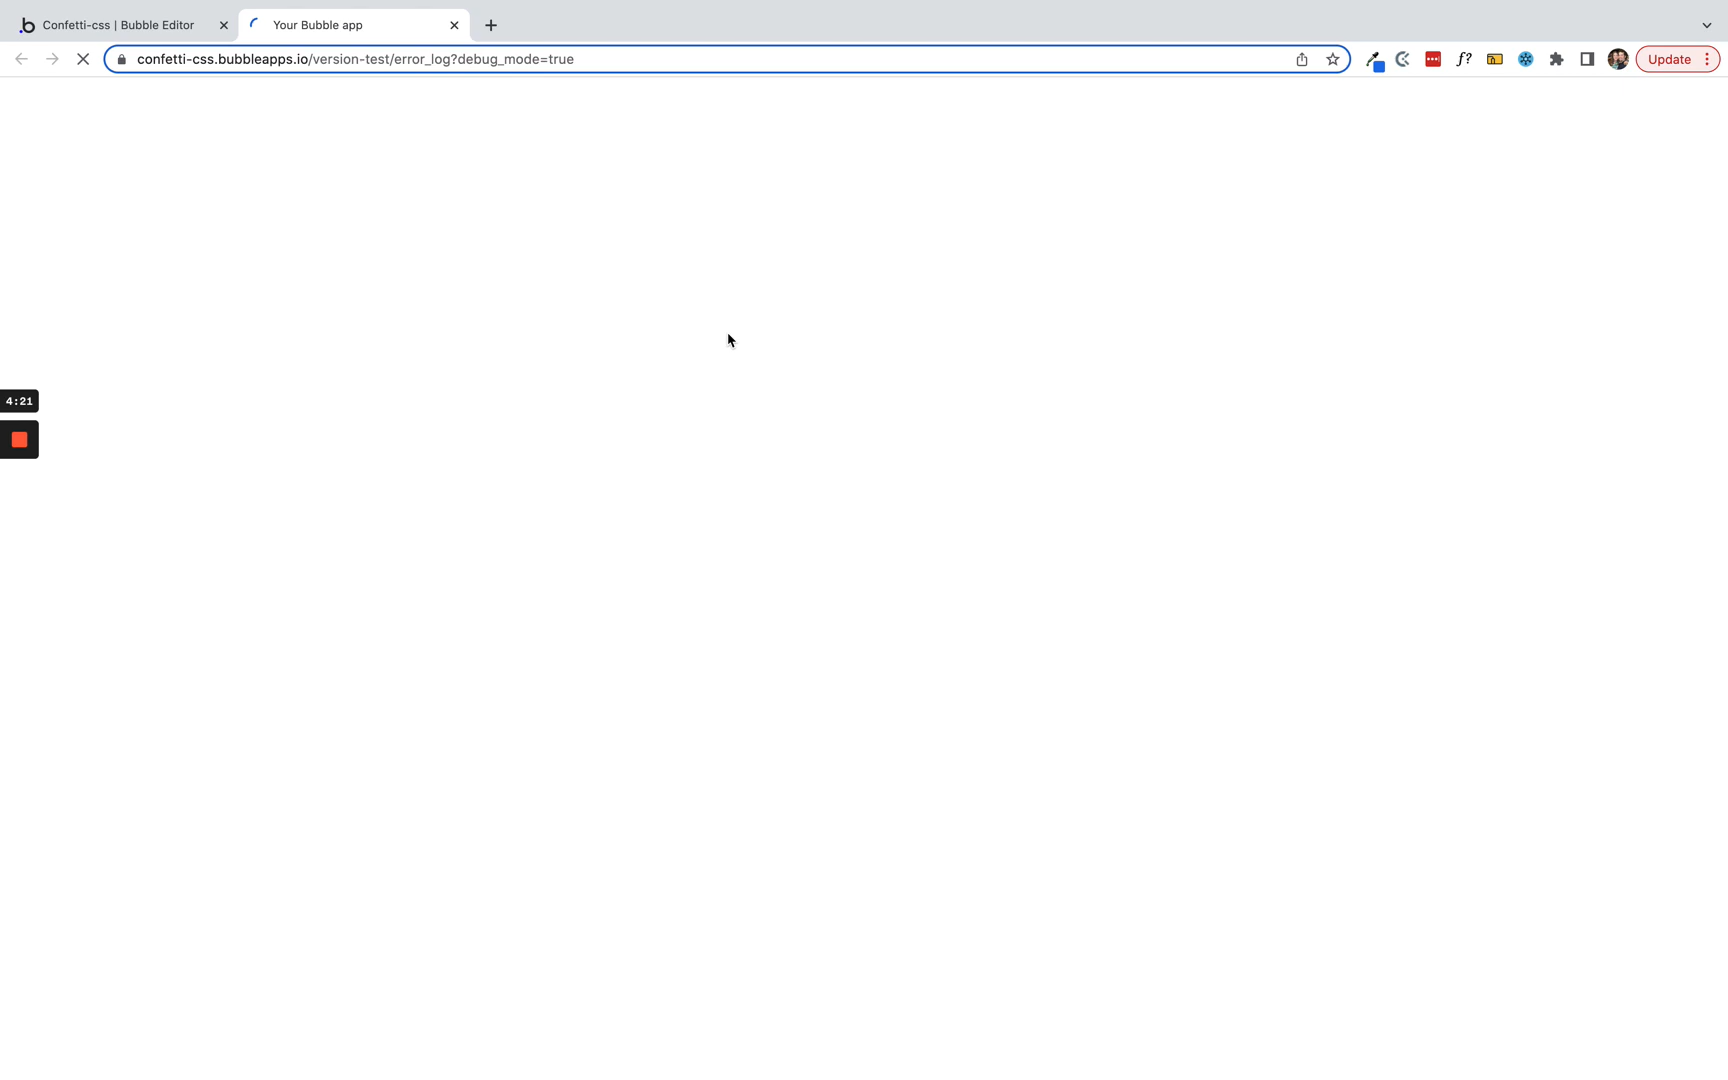 Confetti-css | Bubble Editor
Your Bubble app
confetti-css.bubbleapps.io/version-test/error_log?debug_mode=true
f?
Update
4:21